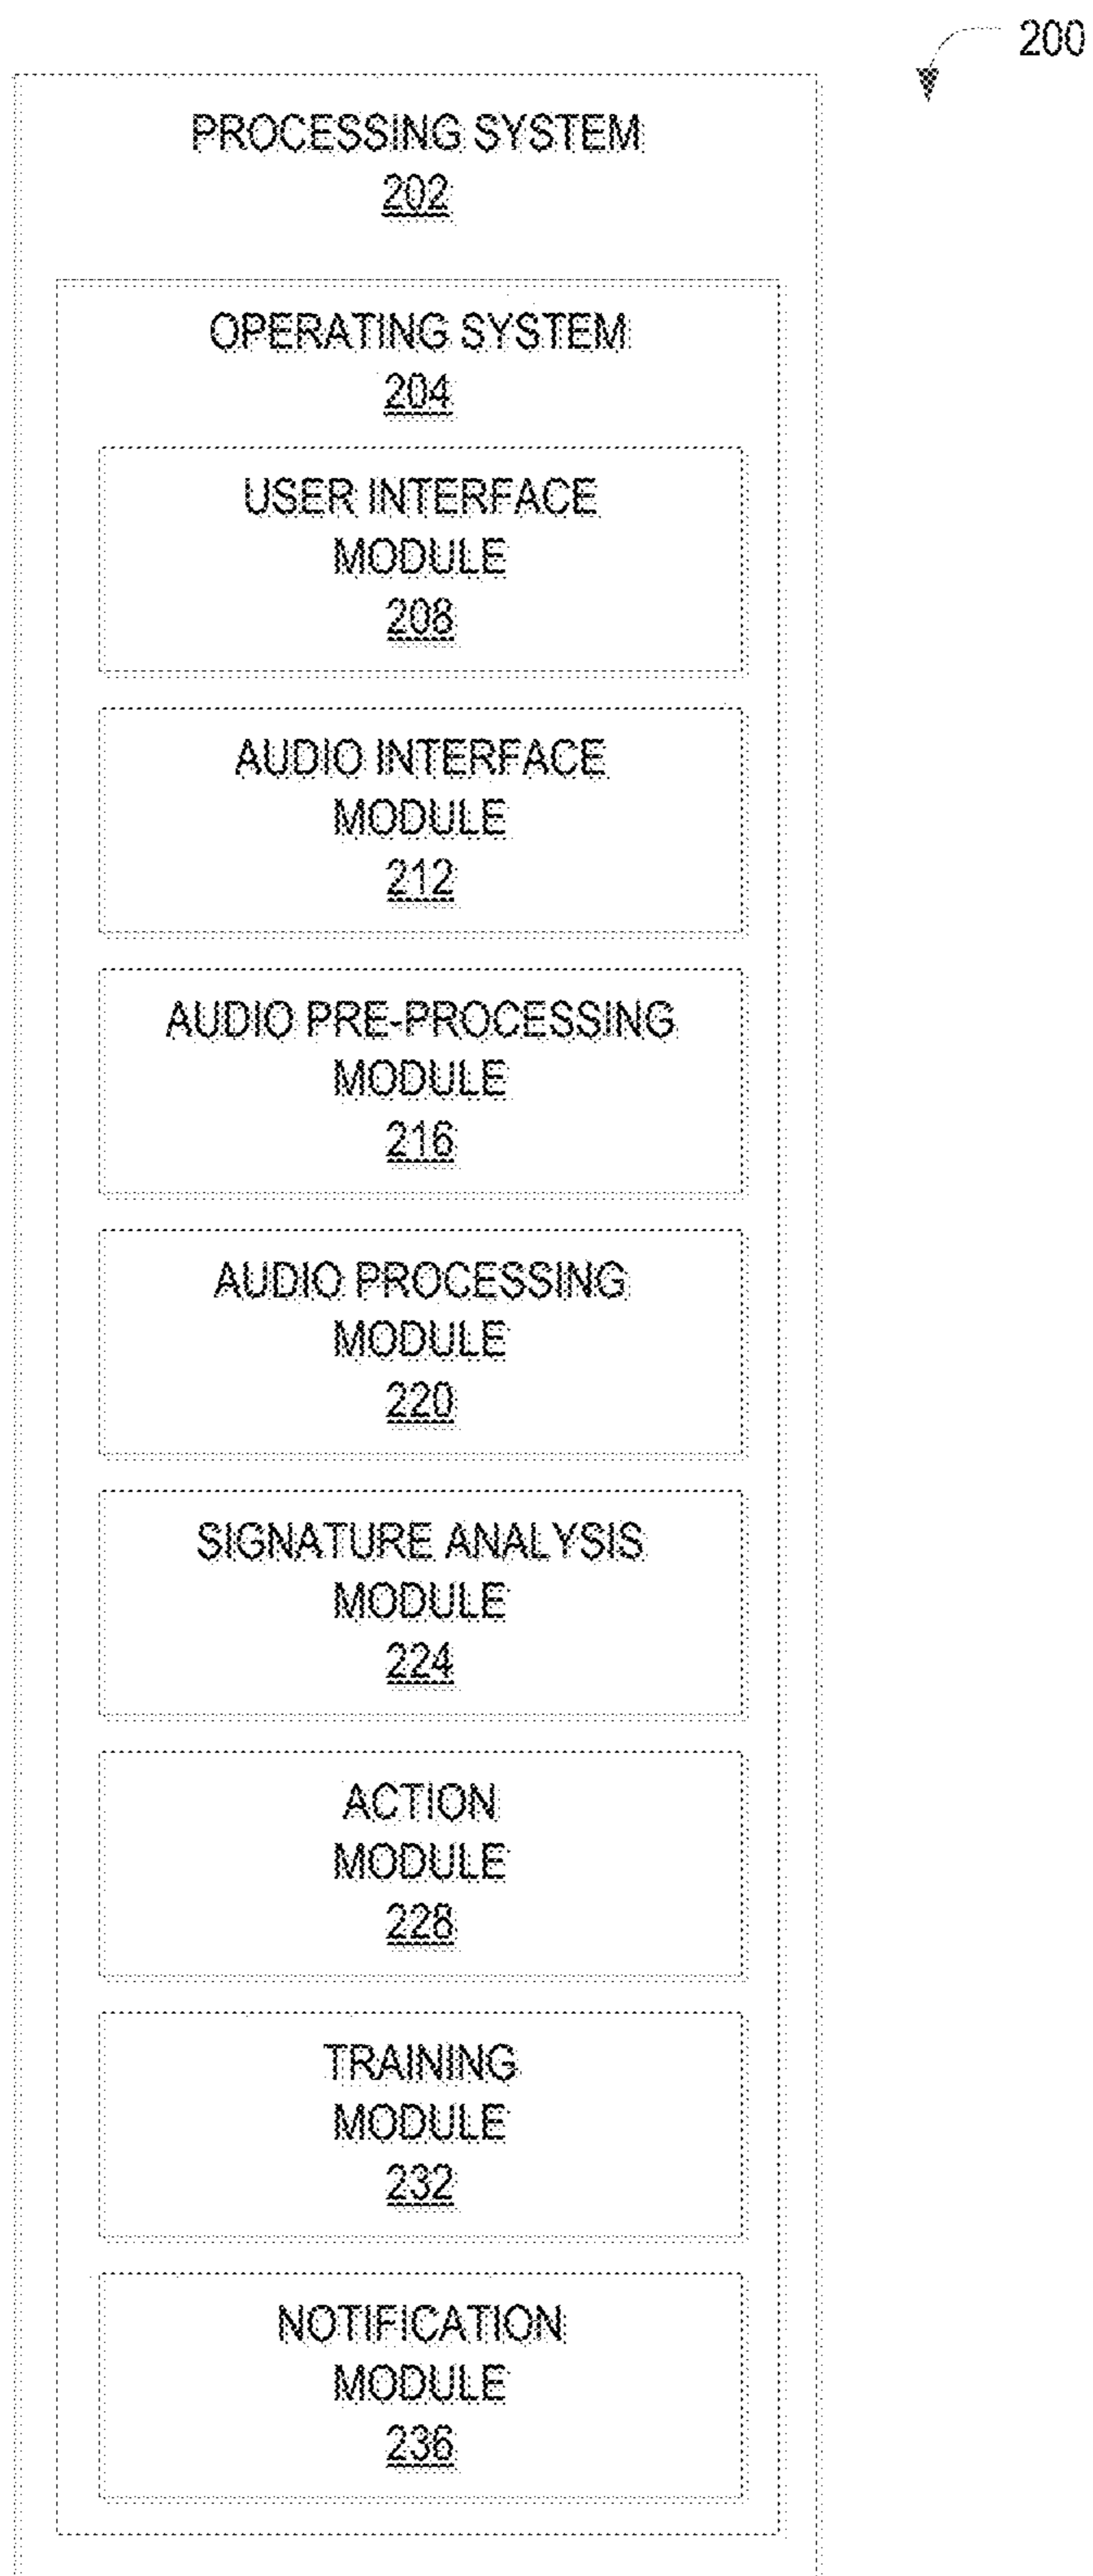 200
PROCESSING SYSTEM
202
OPERATING SYSTEM
204
USER INTERFACE
MODULE
208
AUDIO INTERFACE
MODULE
212
AUDIO PRE-PROCESSING
MODULE
216
AUDIO PROCESSING
MODULE
220
SIGNATURE ANALYSIS
MODULE
224
ACTION
MODULE
228
TRAINING
MODULE
232
NOTIFICATION
MODULE
236